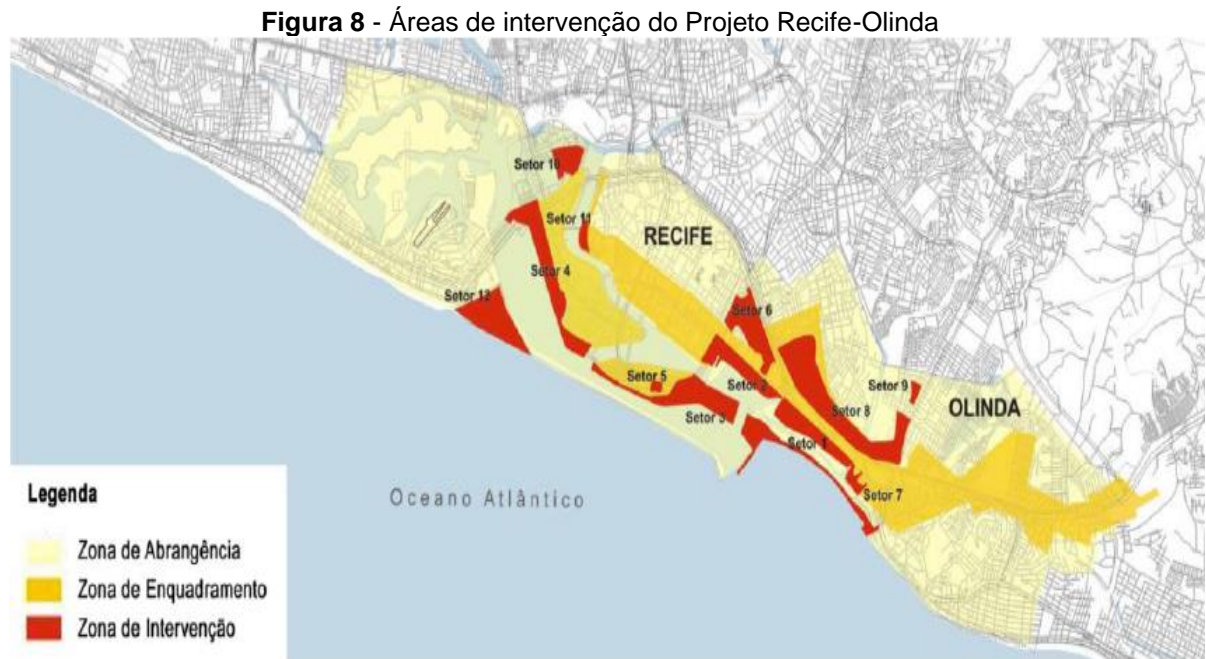 Figura 8 - Áreas de intervenção do Projeto Recife-Olinda
Setor 10
Setor 11
RECIFE
Setor 4
Setor 12
Setor 6
Setor 5
Setor 2
Setor 9
OLINDA
Setor 3
Setor 8
Setor 1
Setor 7
Oceano Atlântico
Legenda
Zona de Abrangência
Zona de Enquadramento
Zona de Intervenção